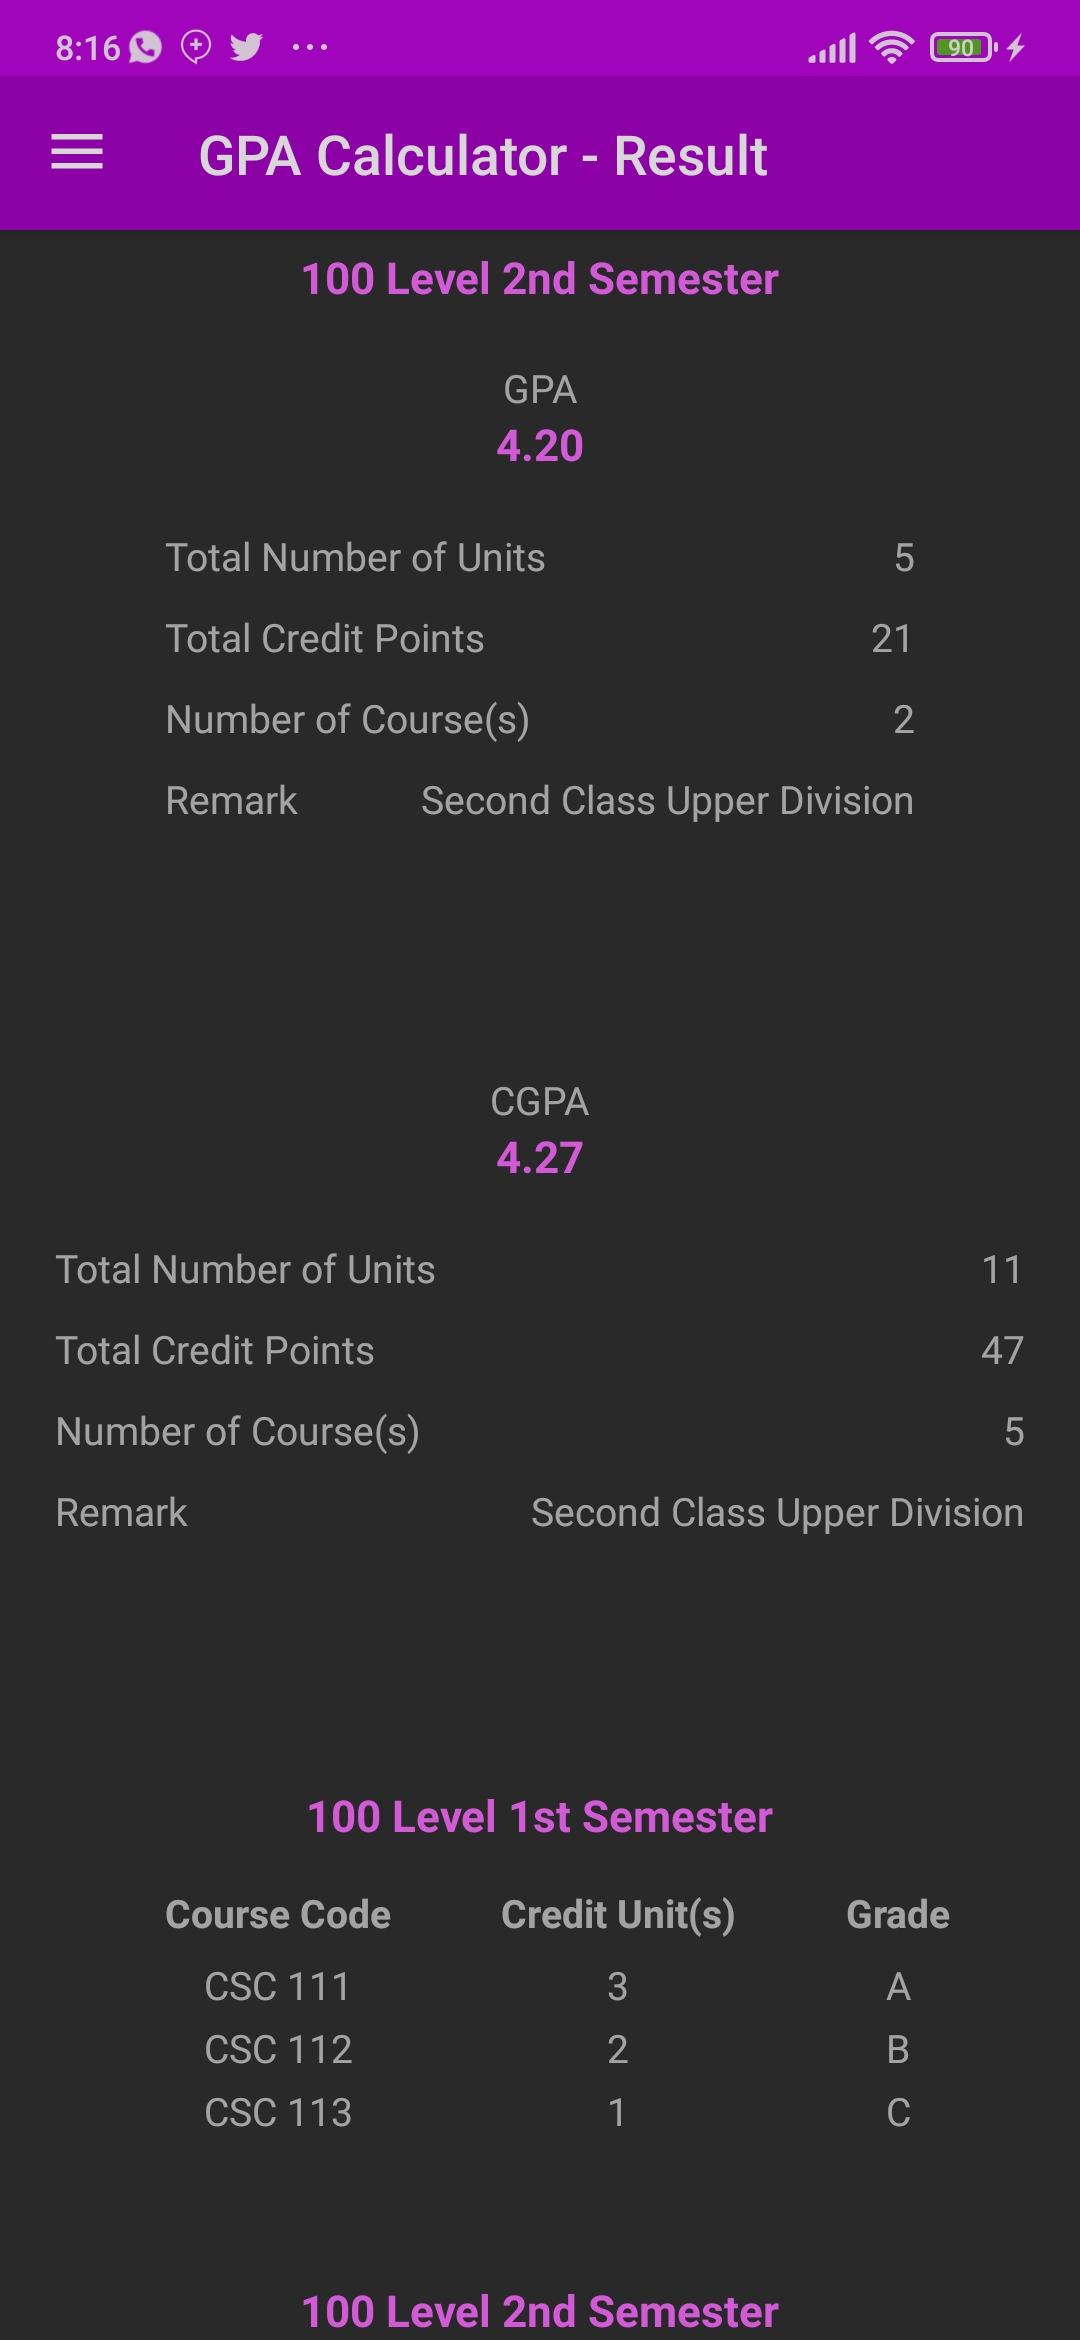 8:16 90
GPA Calculator - Result
100 Level 2nd Semester
GPA
4.20
Total Number of Units 5
Total Credit Points 21
Number of Course(s) 2
Remark Second Class Upper Division
CGPA
4.27
Total Number of Units 11
Total Credit Points 47
Number of Course(s) 5
Remark Second Class Upper Division
100 Level 1st Semester
Course Code Credit Unit(s) Grade
CSC 111 3 A
CSC 112 2 B
CSC 113 1 C
100 Level 2nd Semester